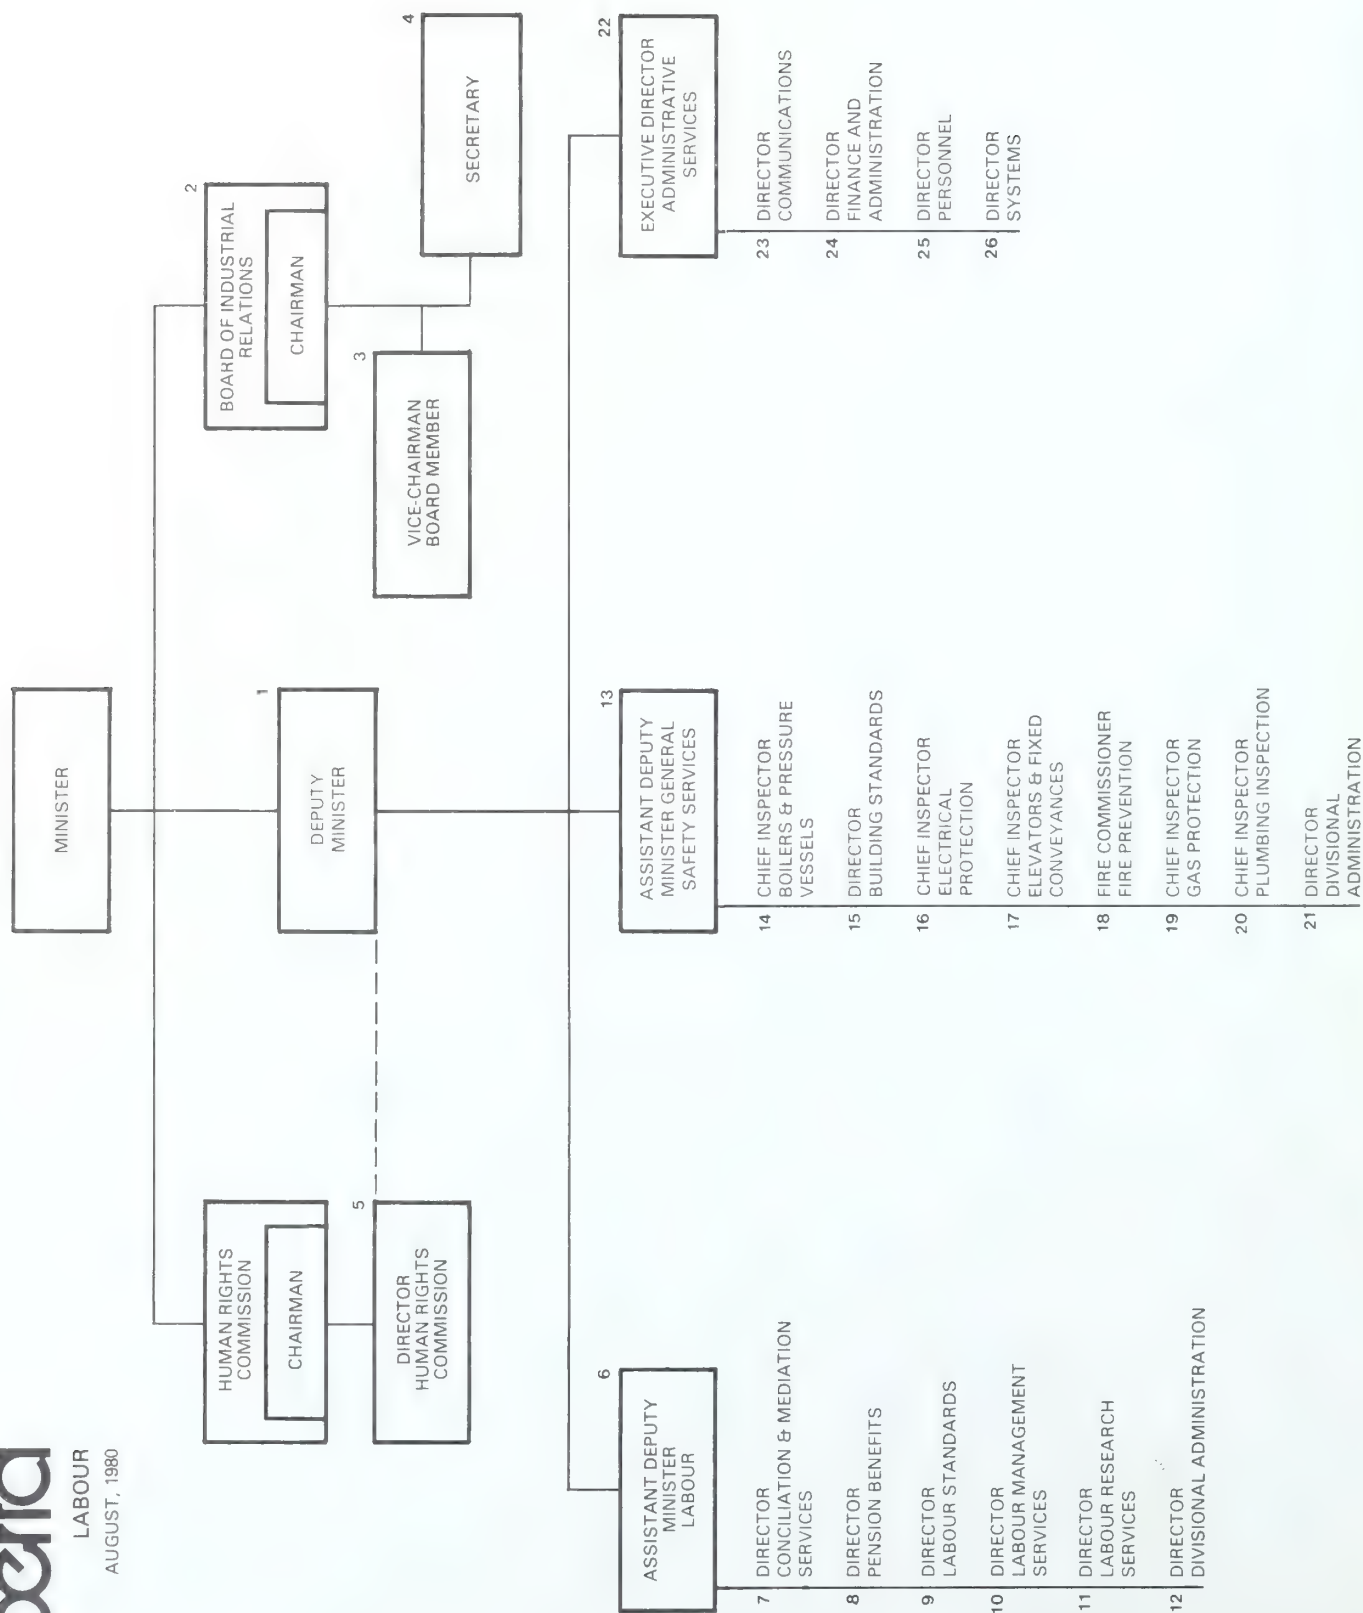 LABOUR
AUGUST, 1980
MINISTER
HUMAN RIGHTS
COMMISSION
CHAIRMAN
5
DIRECTOR
HUMAN RIGHTS
COMMISSION
1
DEPUTY
MINISTER
2
BOARD OF INDUSTRIAL
RELATIONS
CHAIRMAN
3
VICE-CHAIRMAN
BOARD MEMBER
4
SECRETARY
6
ASSISTANT DEPUTY
MINISTER
LABOUR
7 DIRECTOR
CONCILIATION & MEDIATION
SERVICES
8 DIRECTOR
PENSION BENEFITS
9 DIRECTOR
LABOUR STANDARDS
10 DIRECTOR
LABOUR MANAGEMENT
SERVICES
11 DIRECTOR
LABOUR RESEARCH
SERVICES
12 DIRECTOR
DIVISIONAL ADMINISTRATION
13
ASSISTANT DEPUTY
MINISTER GENERAL
SAFETY SERVICES
14 CHIEF INSPECTOR
BOILERS & PRESSURE
VESSELS
15 DIRECTOR
BUILDING STANDARDS
16 CHIEF INSPECTOR
ELECTRICAL
PROTECTION
17 CHIEF INSPECTOR
ELEVATORS & FIXED
CONVEYANCES
18 FIRE COMMISSIONER
FIRE PREVENTION
19 CHIEF INSPECTOR
GAS PROTECTION
20 CHIEF INSPECTOR
PLUMBING INSPECTION
21 DIRECTOR
DIVISIONAL
ADMINISTRATION
22
EXECUTIVE DIRECTOR
ADMINISTRATIVE
SERVICES
23 DIRECTOR
COMMUNICATIONS
24 DIRECTOR
FINANCE AND
ADMINISTRATION
25 DIRECTOR
PERSONNEL
26 DIRECTOR
SYSTEMS